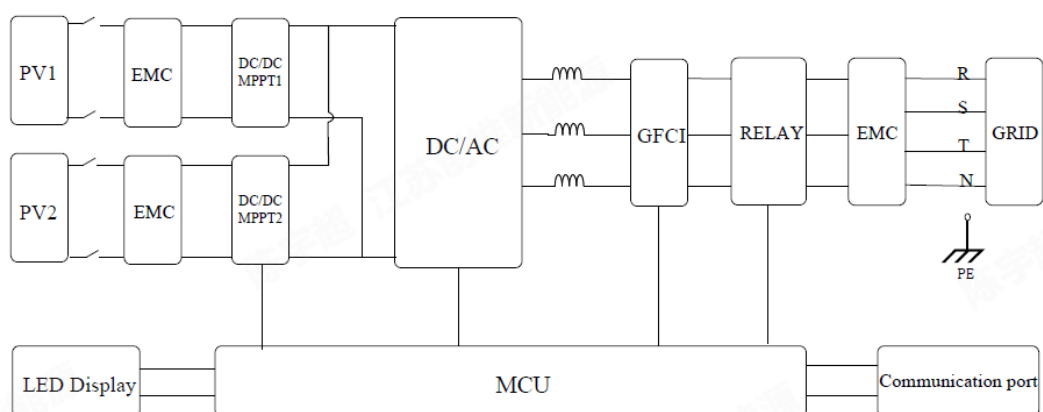 PV1
EMC
DC/DC
MPPT1
DC/AC
GFCI
RELAY
EMC
R
S
T
N
GRID
PV2
EMC
DC/DC
MPPT2
PE
LED Display
MCU
Communication port